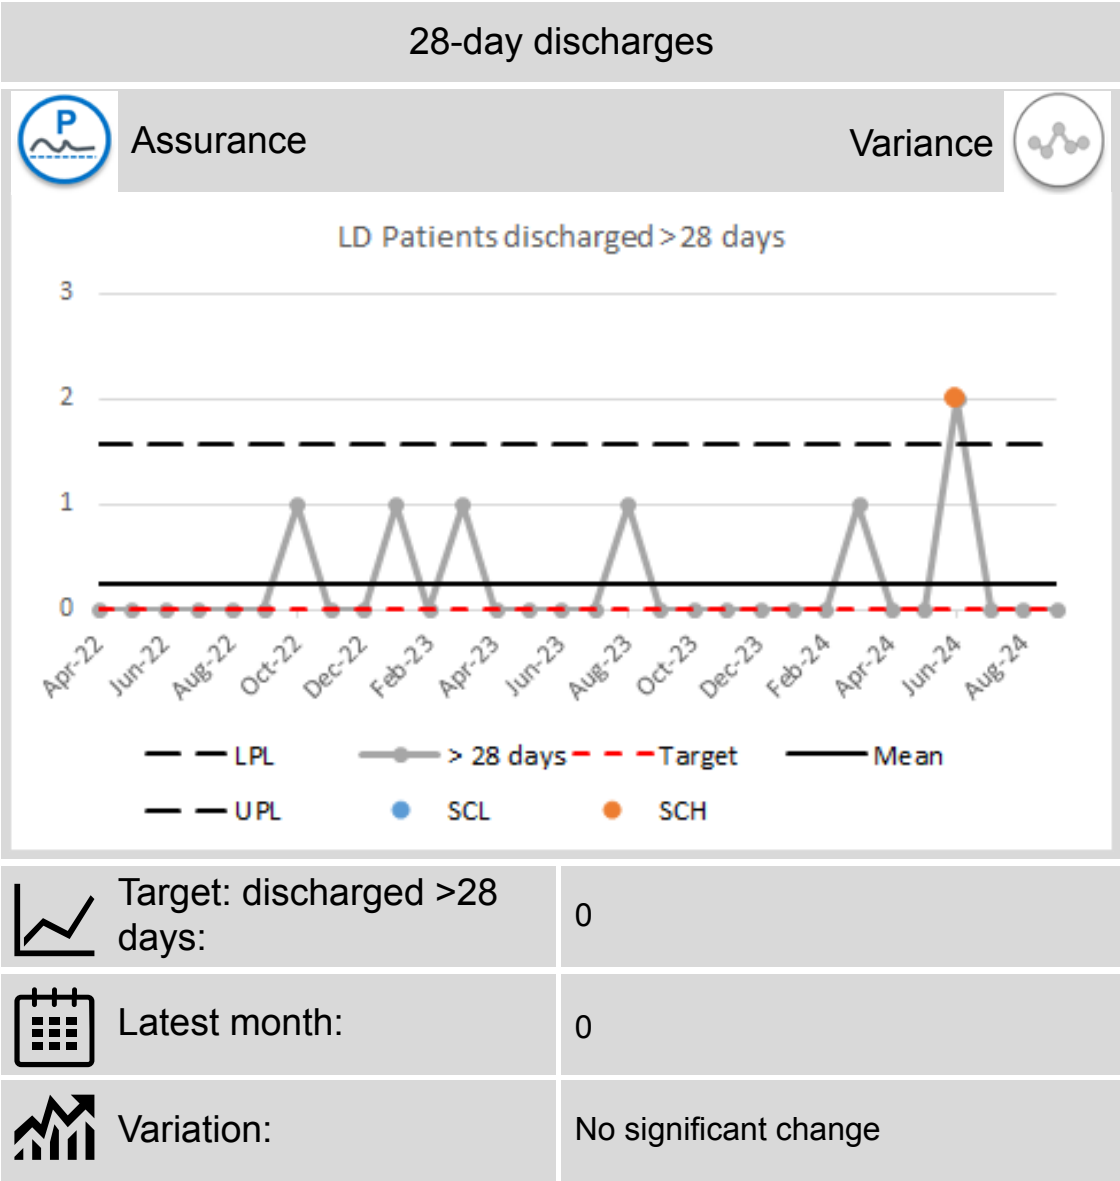 28-day discharges
P
Assurance
Variance
LD Patients discharged > 28 days
3
2
1
0
Apr-22
Jun-22
Aug-22
Oct-22
Dec-22
Feb-23
Apr-23
Jun-23
Aug-23
Oct-23
Dec-23
Feb-24
Apr-24
Jun-24
Aug-24
LPL
> 28 days
Target
Mean
UPL
SCL
SCH
Target: discharged >28
days:
0
Latest month:
0
Variation:
No significant change